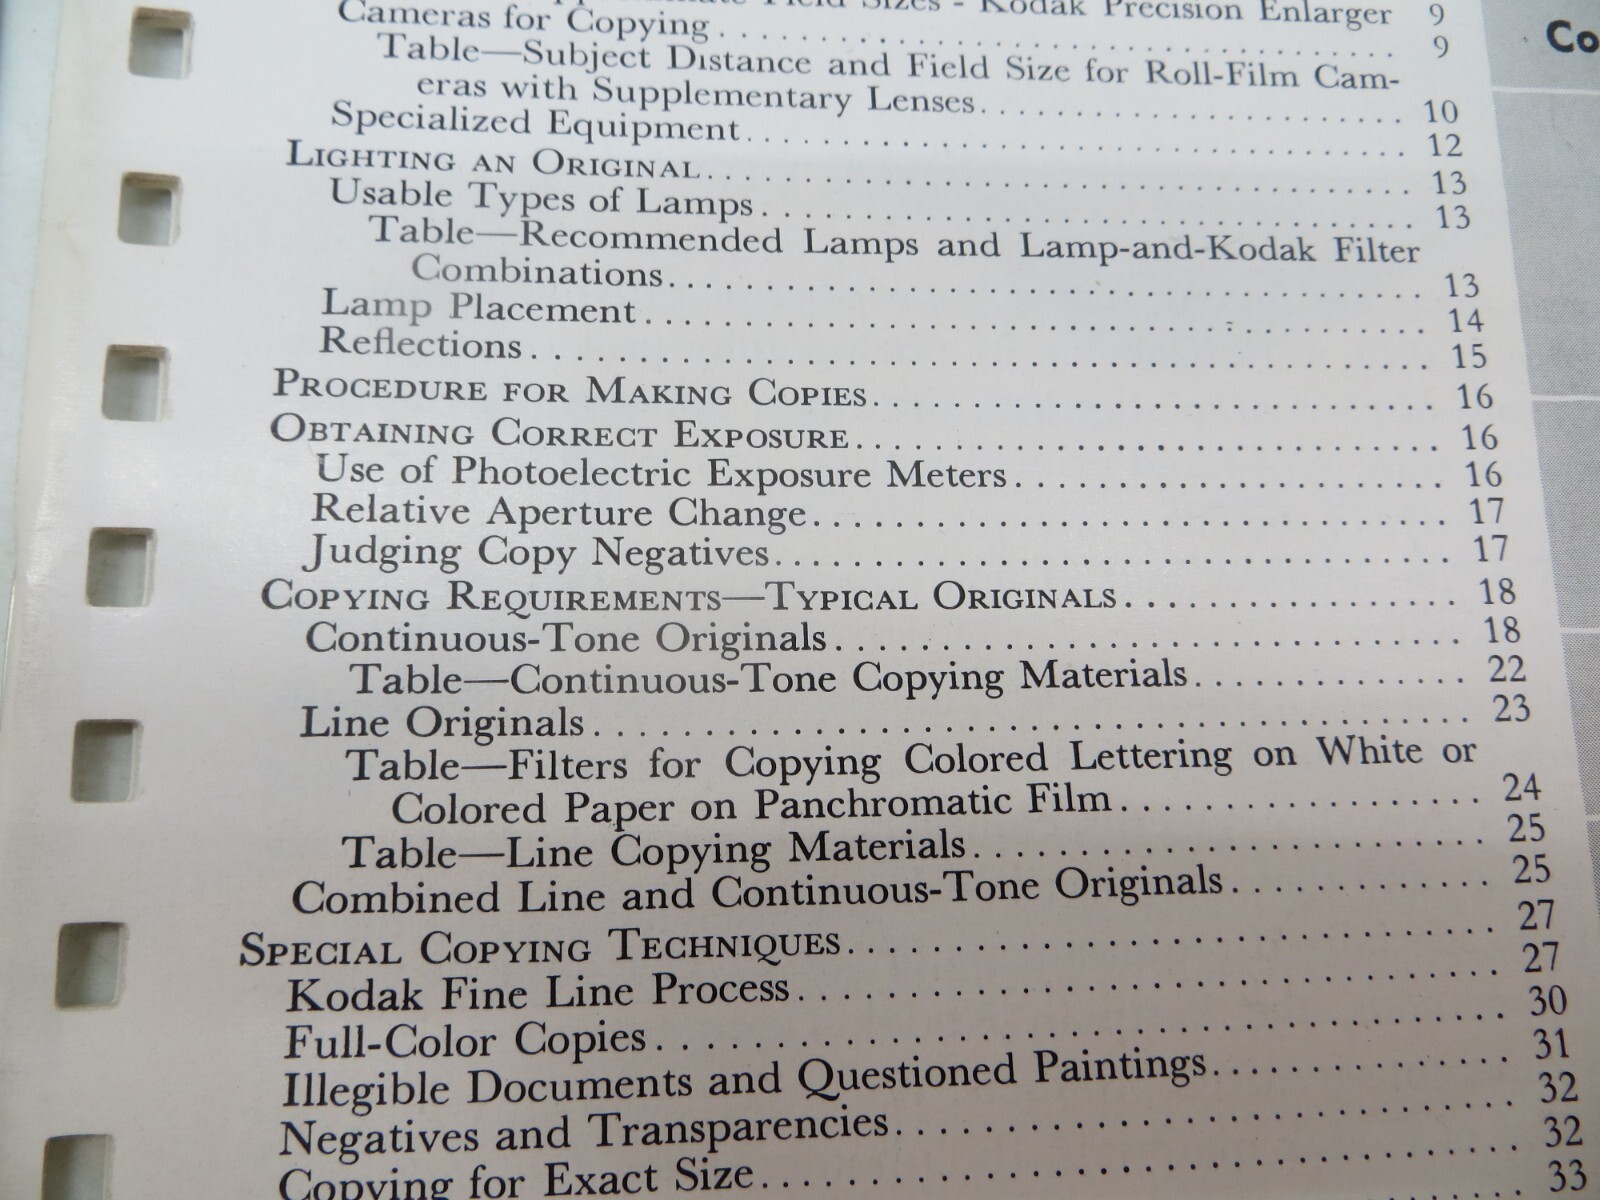 Field Sizes - Kodak Precision Enlarger 9
Cameras for Copying . . . . . . . . . . 9
Table—Subject Distance and Field Size for Roll-Film Cam-
eras with Supplementary Lenses . . . . . . . . . . 10
Specialized Equipment . . . . . . . . . . 12
LIGHTING AN ORIGINAL . . . . . . . . . . 13
Usable Types of Lamps . . . . . . . . . . 13
Table—Recommended Lamps and Lamp-and-Kodak Filter
Combinations . . . . . . . . . . 13
Lamp Placement . . . . . . . . . . 14
Reflections . . . . . . . . . . 15
PROCEDURE FOR MAKING COPIES . . . . . . . . . . 16
OBTAINING CORRECT EXPOSURE . . . . . . . . . . 16
Use of Photoelectric Exposure Meters . . . . . . . . . . 16
Relative Aperture Change . . . . . . . . . . 17
Judging Copy Negatives . . . . . . . . . . 17
COPYING REQUIREMENTS—TYPICAL ORIGINALS . . . . . . . . . . 18
Continuous-Tone Originals . . . . . . . . . . 18
Table—Continuous-Tone Copying Materials . . . . . . . . . . 22
Line Originals . . . . . . . . . . 23
Table—Filters for Copying Colored Lettering on White or
Colored Paper on Panchromatic Film . . . . . . . . . . 24
Table—Line Copying Materials . . . . . . . . . . 25
Combined Line and Continuous-Tone Originals . . . . . . . . . . 25
SPECIAL COPYING TECHNIQUES . . . . . . . . . . 27
Kodak Fine Line Process . . . . . . . . . . 27
Full-Color Copies . . . . . . . . . . 30
Illegible Documents and Questioned Paintings . . . . . . . . . . 31
Negatives and Transparencies . . . . . . . . . . 32
Copying for Exact Size . . . . . . . . . . 32
33
Co